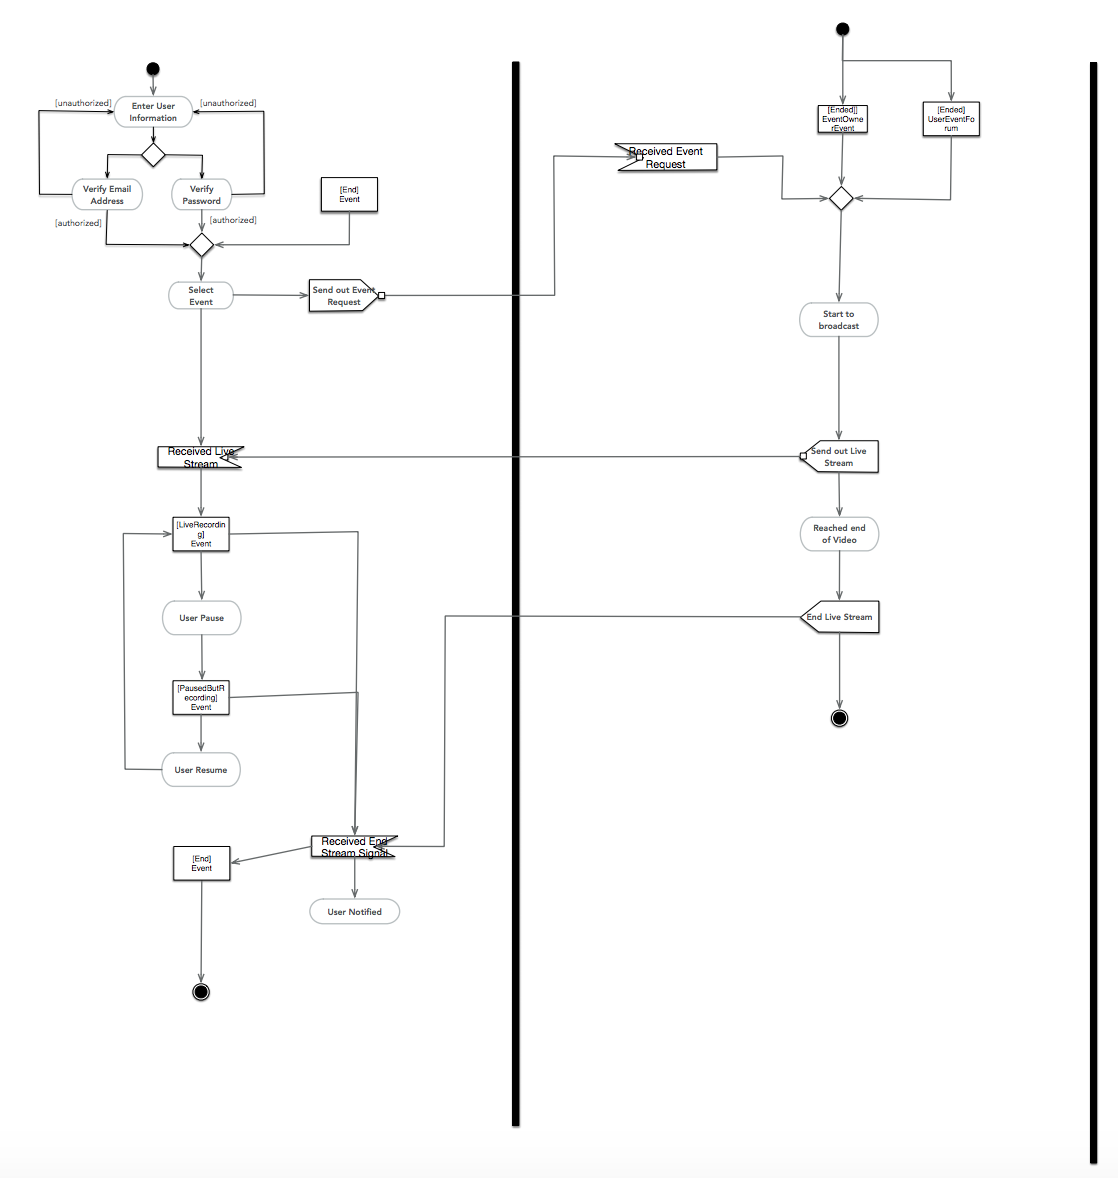 [unauthorized]
[unauthorized]
Enter User
Information
Verify Email
Address
Verify
Password
[authorized]
[authorized]
[End]
Event
Select
Event
Send out Event
Request
Received Live
Stream
[LiveRecordin
g]
Event
User Pause
[PausedButR
ecording]
Event
User Resume
Received End
Stream Signal
[End]
Event
User Notified
Received Event
Request
[Ended]]
EventOwne
rEvent
[Ended]
UserEventFo
rum
Start to
broadcast
Send out Live
Stream
Reached end
of Video
End Live Stream